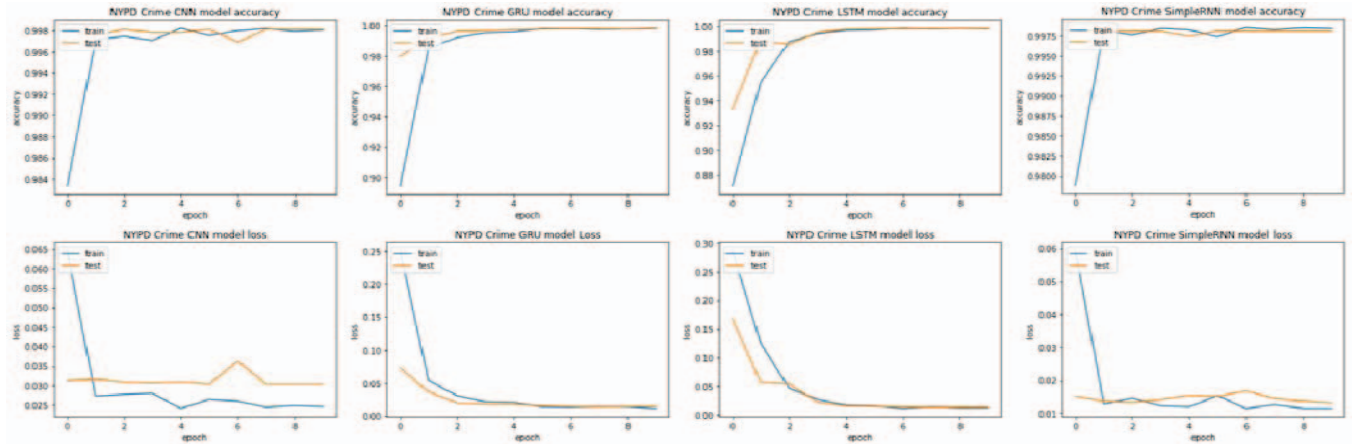 NYPD Crime CNN model accuracy
0.998
0.996
0.994
0.992
0.990
0.988
0.986
0.984
accuracy
train
test
0 2 4 6 8
epoch
NYPD Crime GRU model accuracy
1.00
0.98
0.96
0.94
0.92
0.90
accuracy
train
test
0 2 4 6 8
epoch
NYPD Crime LSTM model accuracy
1.00
0.98
0.96
0.94
0.92
0.90
0.88
accuracy
train
test
0 2 4 6 8
epoch
NYPD Crime SimpleRNN model accuracy
0.9975
0.9950
0.9925
0.9900
0.9875
0.9850
0.9825
0.9800
accuracy
train
test
0 2 4 6 8
epoch
NYPD Crime CNN model loss
0.065
0.060
0.055
0.050
0.045
0.040
0.035
0.030
0.025
loss
train
test
0 2 4 6 8
epoch
NYPD Crime GRU model Loss
0.25
0.20
0.15
0.10
0.05
0.00
loss
train
test
0 2 4 6 8
epoch
NYPD Crime LSTM model loss
0.30
0.25
0.20
0.15
0.10
0.05
0.00
loss
train
test
0 2 4 6 8
epoch
NYPD Crime SimpleRNN model loss
0.06
0.05
0.04
0.03
0.02
0.01
loss
train
test
0 2 4 6 8
epoch